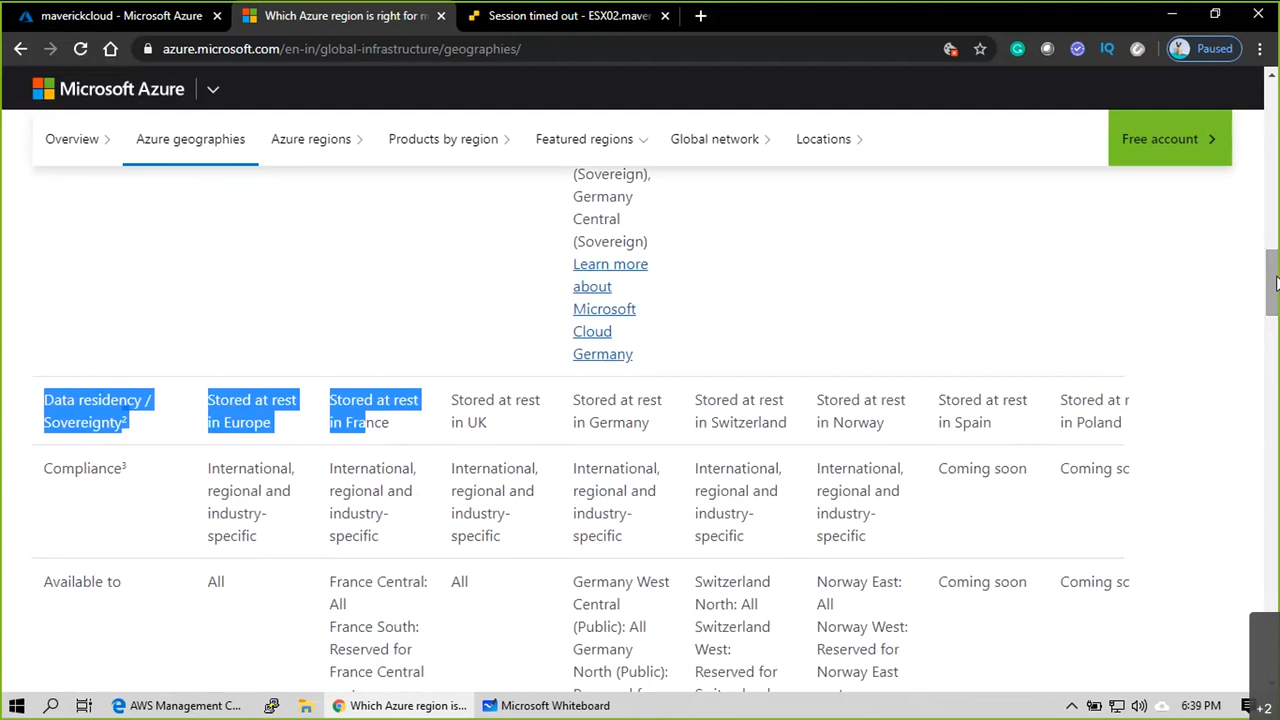 maverickcloud - Microsoft Azure
Which Azure region is right for m
Session timed out - ESX02.maver
azure.microsoft.com/en-in/global-infrastructure/geographies/
IQ
Paused
Microsoft Azure
Overview
Azure geographies
Azure regions
Products by region
Featured regions
Global network
Locations
Free account
(Sovereign),
Germany
Central
(Sovereign)
Learn more
about
Microsoft
Cloud
Germany
Data residency /
Sovereignty²
Stored at rest
in Europe
Stored at rest
in France
Stored at rest
in UK
Stored at rest
in Germany
Stored at rest
in Switzerland
Stored at rest
in Norway
Stored at rest
in Spain
Stored at r
in Poland
Compliance³
International,
regional and
industry-
specific
International,
regional and
industry-
specific
International,
regional and
industry-
specific
International,
regional and
industry-
specific
International,
regional and
industry-
specific
International,
regional and
industry-
specific
Coming soon
Coming sc
Available to
All
France Central:
All
France South:
Reserved for
France Central
All
Germany West
Central
(Public): All
Germany
North (Public):
Switzerland
North: All
Switzerland
West:
Reserved for
Norway East:
All
Norway West:
Reserved for
Norway East
Coming soon
Coming sc
AWS Management C...
Which Azure region is...
Microsoft Whiteboard
6:39 PM
+2